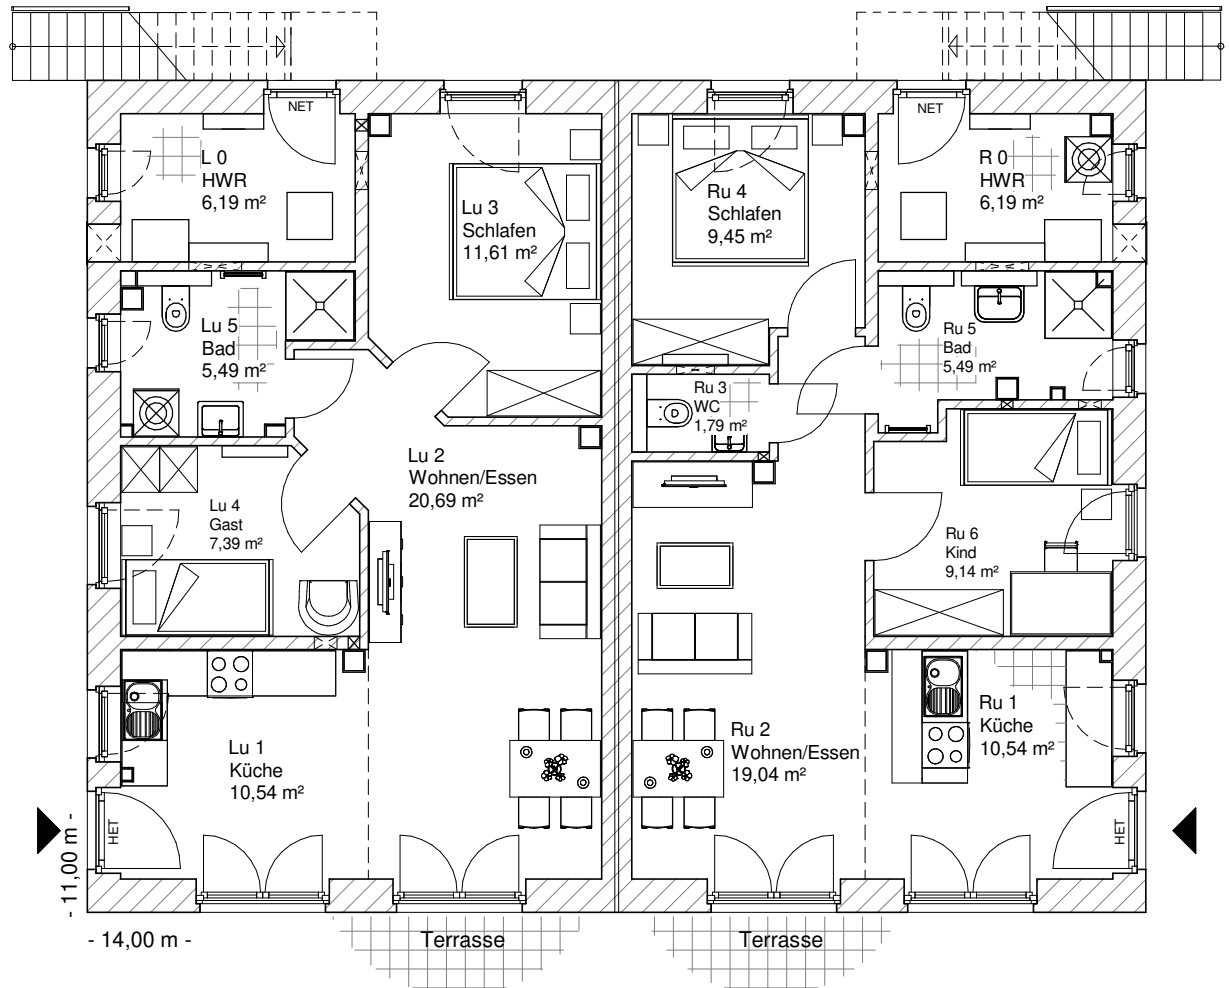 NET
NET
L 0
HWR
6,19 m²
Lu 3
Schlafen
11,61 m²
Ru 4
Schlafen
9,45 m²
R 0
HWR
6,19 m²
Lu 5
Bad
5,49 m²
Ru 5
Bad
5,49 m²
Ru 3
WC
1,79 m²
Lu 2
Wohnen/Essen
20,69 m²
Lu 4
Gast
7,39 m²
Ru 6
Kind
9,14 m²
Lu 1
Küche
10,54 m²
Ru 2
Wohnen/Essen
19,04 m²
Ru 1
Küche
10,54 m²
HET
HET
- 11,00 m -
- 14,00 m -
Terrasse
Terrasse